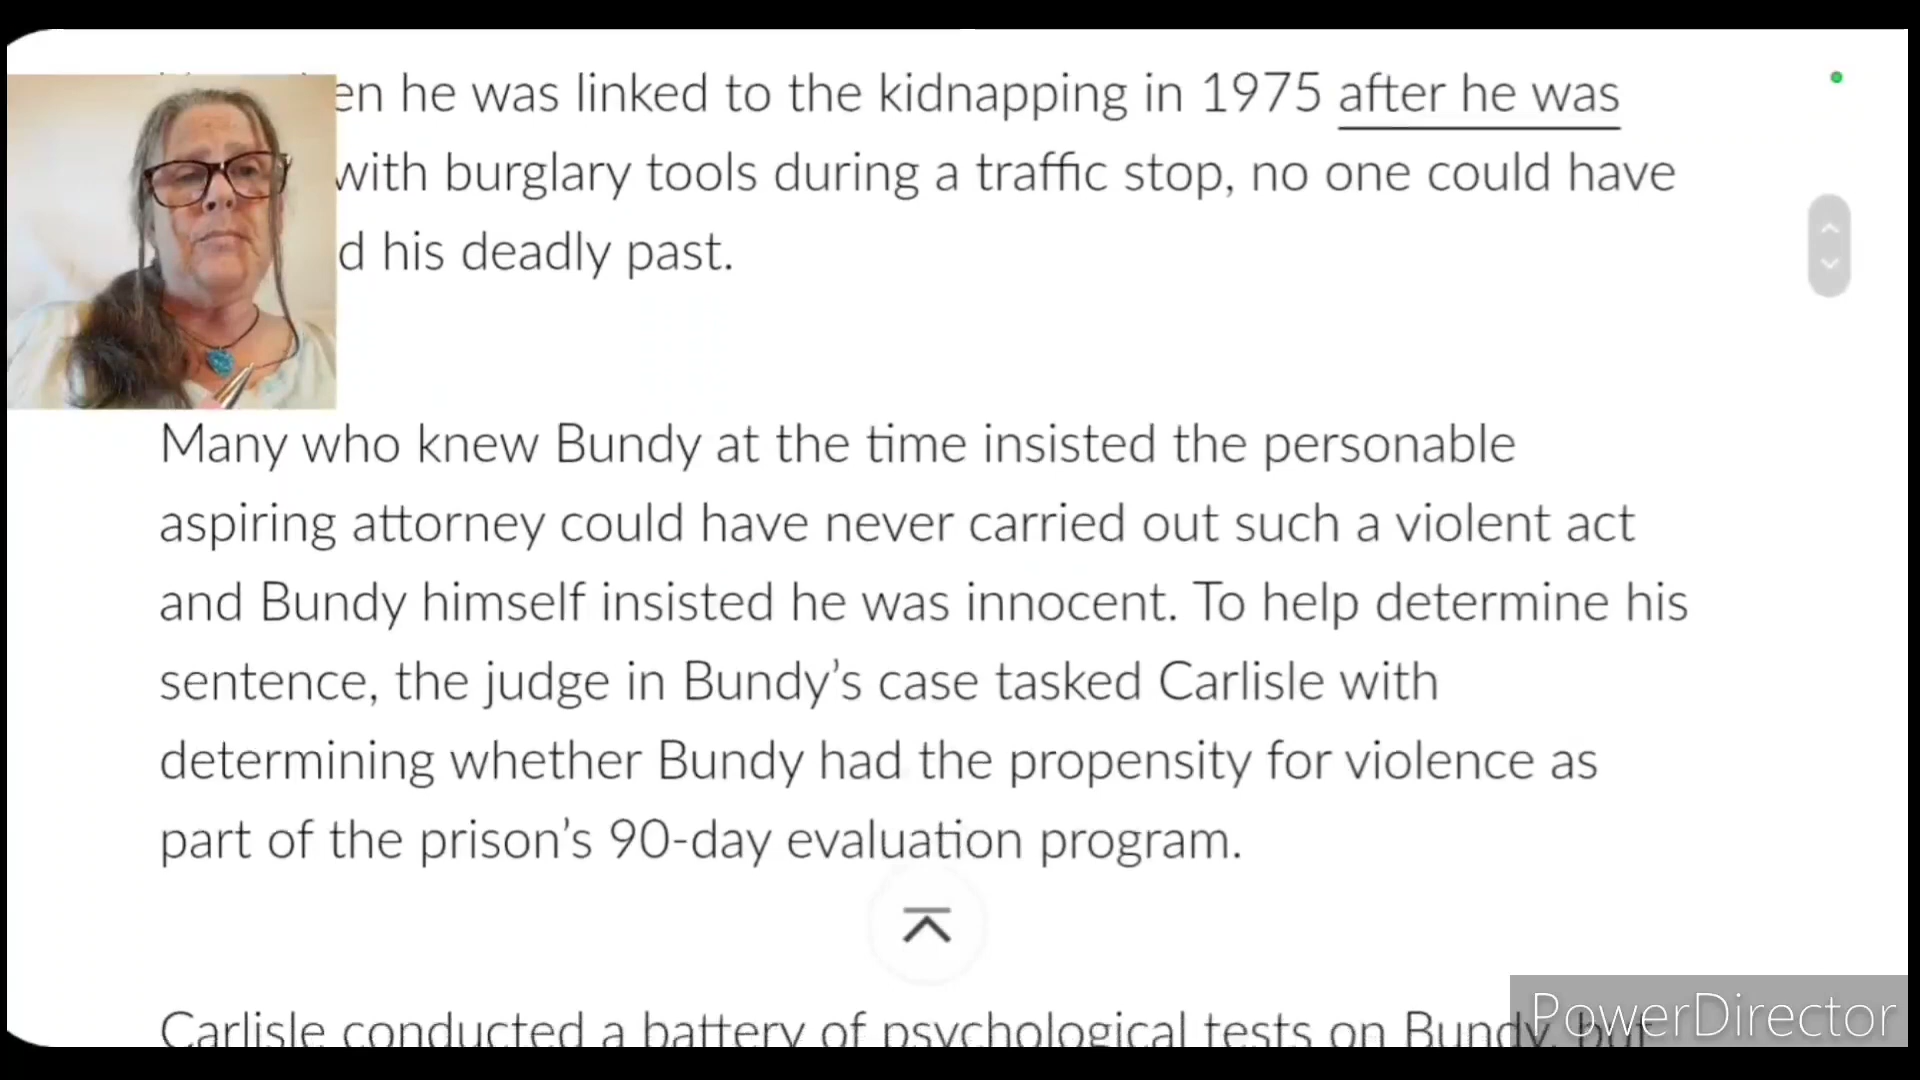 he was linked to the kidnapping in 1975 after he was
with burglary tools during a traffic stop, no one could have
his deadly past.
Many who knew Bundy at the time insisted the personable
aspiring attorney could have never carried out such a violent act
and Bundy himself insisted he was innocent. To help determine his
sentence, the judge in Bundy’s case tasked Carlisle with
determining whether Bundy had the propensity for violence as
part of the prison’s 90-day evaluation program.
Carlisle conducted a battery of psychological tests on Bundy, but
PowerDirector